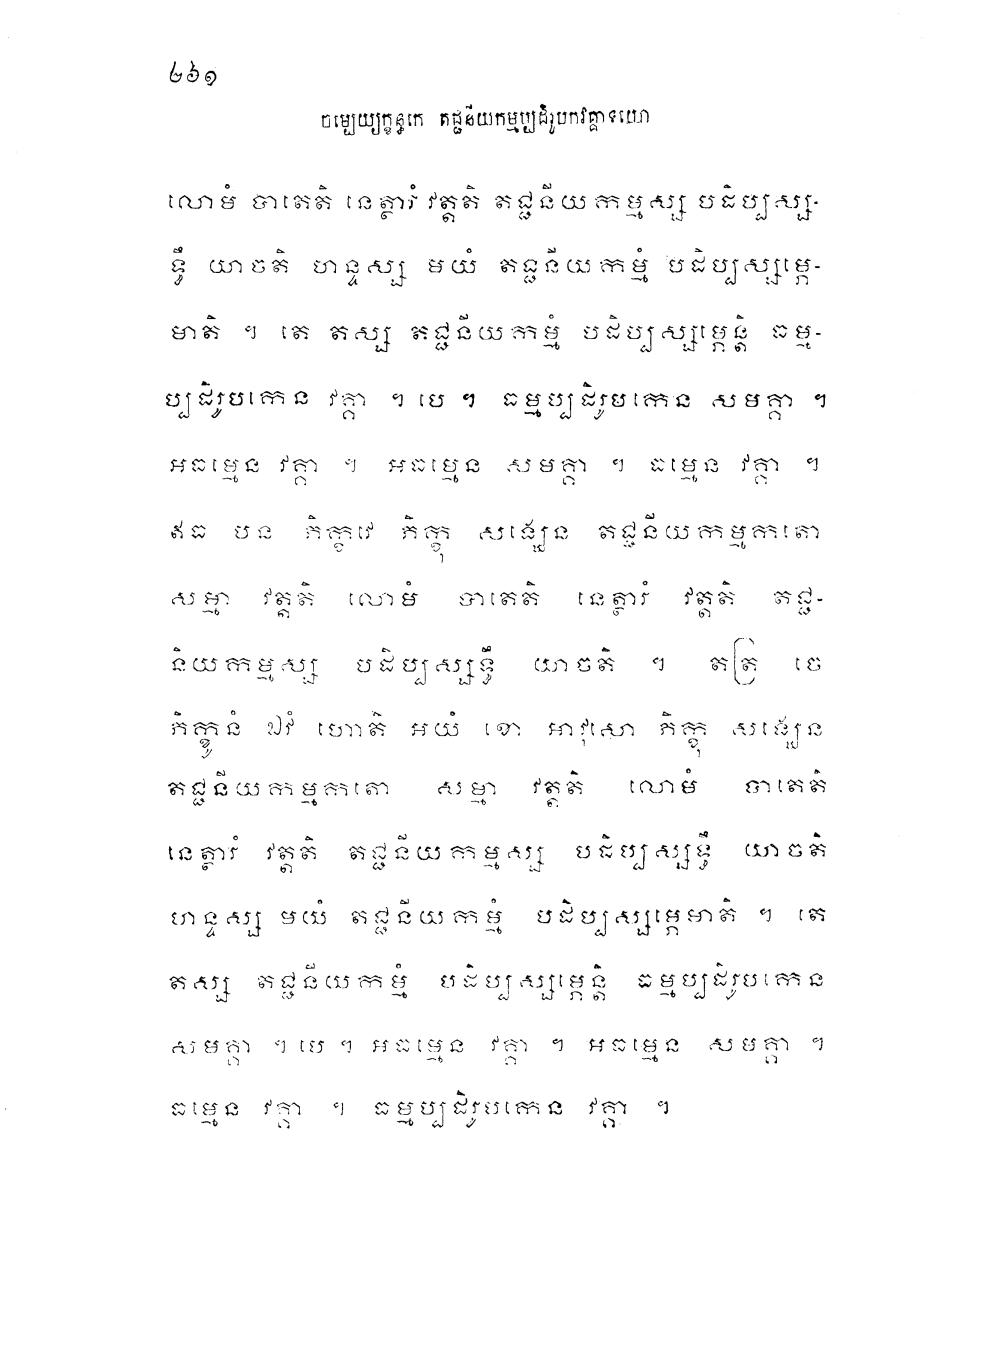 ២៦១
ចម្បេយ្យក្ខន្ធកេ តជ្ជនីយកម្មប្បដិរូបកវគ្គាទយោ
លោមំ បាតេតិ នេត្ថារំ វត្តតិ តជ្ជនីយកម្មស្ស បដិប្បស្ស-
ទ្ធឹ យាចតិ ហន្ទស្ស មយំ តជ្ជនីយកម្មំ បដិប្បស្សម្ភេ-
មាតិ ។ តេ តស្ស តជ្ជនីយកម្មំ បដិប្បស្សម្ភេន្តិ ធម្ម-
ប្បដិរូបកេន វគ្គា ។ បេ ។ ធម្មប្បដិរូបកេន សមគ្គា ។
អធម្មេន វគ្គា ។ អធម្មេន សមគ្គា ។ ធម្មេន វគ្គា ។
ឥធ បន ភិក្ខវេ ភិក្ខុ សង្ឃេន តជ្ជនីយកម្មកតោ
សម្មា វត្តតិ លោមំ បាតេតិ នេត្ថារំ វត្តតិ តជ្ជ-
នីយកម្មស្ស បដិប្បស្សទ្ធឹ យាចតិ ។ តត្រ ចេ
ភិក្ខូនំ ឯវំ ហោតិ អយំ ខោ អាវុសោ ភិក្ខុ សង្ឃេន
តជ្ជនីយកម្មកតោ សម្មា វត្តតិ លោមំ បាតេតិ
នេត្ថារំ វត្តតិ តជ្ជនីយកម្មស្ស បដិប្បស្សទ្ធឹ យាចតិ
ហន្ទស្ស មយំ តជ្ជនីយកម្មំ បដិប្បស្សម្ភេមាតិ ។ តេ
តស្ស តជ្ជនីយកម្មំ បដិប្បស្សម្ភេន្តិ ធម្មប្បដិរូបកេន
សមគ្គា ។ បេ ។ អធម្មេន វគ្គា ។ អធម្មេន សមគ្គា ។
ធម្មេន វគ្គា ។ ធម្មប្បដិរូបកេន វគ្គា ។